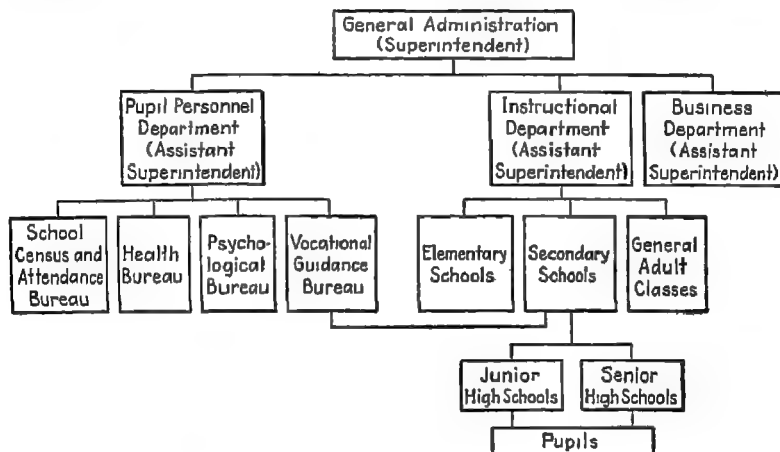 General Administration
(Superintendent)
Pupil Personnel
Department
(Assistant
Superintendent)
Instructional
Department
(Assistant
Superintendent)
Business
Department
(Assistant
Superintendent)
School
Census and
Attendance
Bureau
Health
Bureau
Psycho-
logical
Bureau
Vocational
Guidance
Bureau
Elementary
Schools
Secondary
Schools
General
Adult
Classes
Junior
High Schools
Senior
High Schools
Pupils